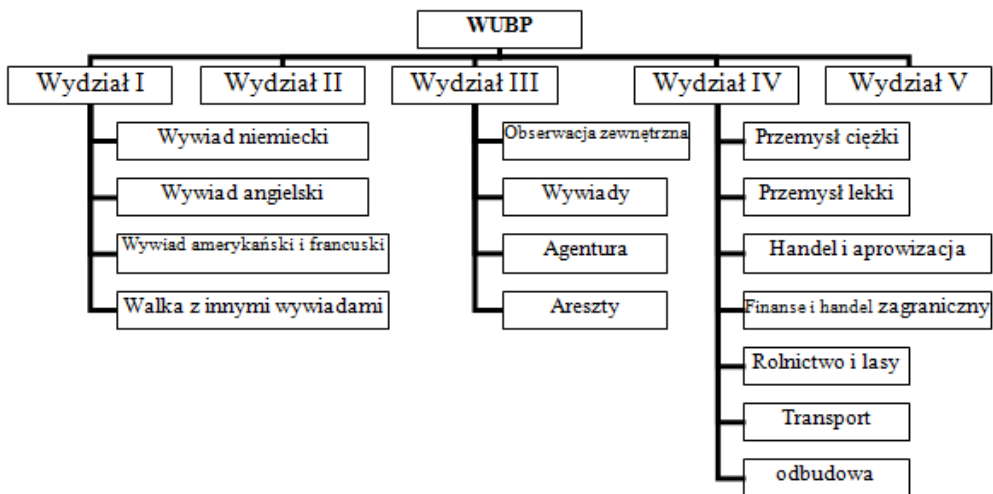 WUBP
Wydział I
Wydział II
Wydział III
Wydział IV
Wydział V
Wywiad niemiecki
Wywiad angielski
Wywiad amerykański i francuski
Walka z innymi wywiadami
Obserwacja zewnętrzna
Wywiady
Agentura
Areszty
Przemysł ciężki
Przemysł lekki
Handel i aprowizacja
Finanse i handel zagraniczny
Rolnictwo i lasy
Transport
odbudowa